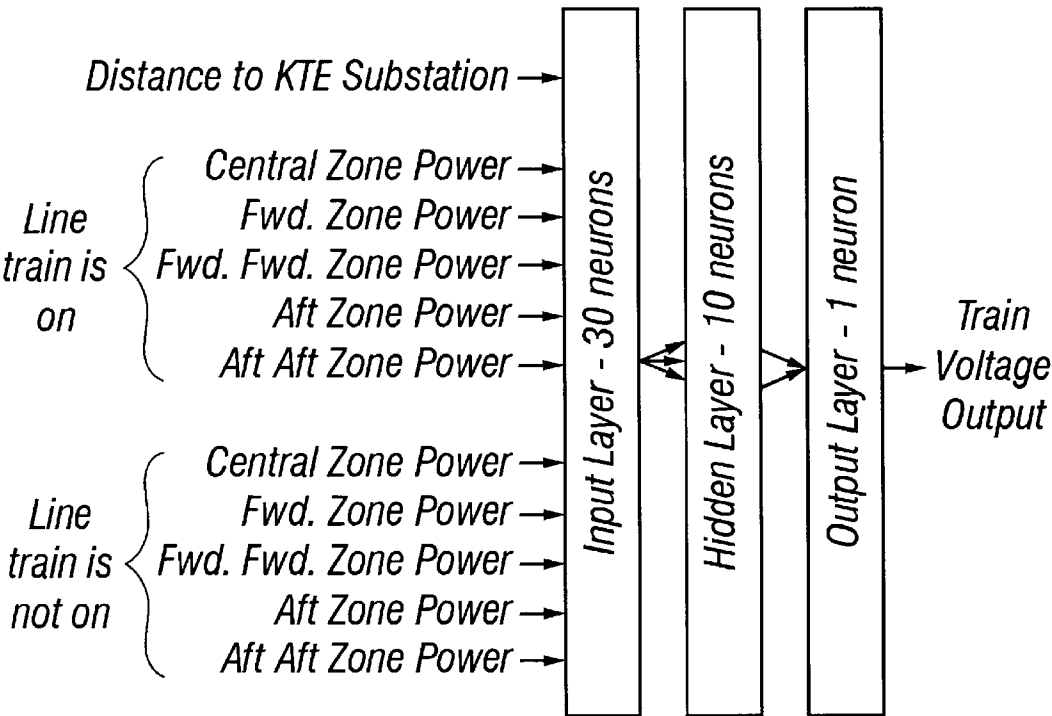 Distance to KTE Substation
Line
train is
on
Central Zone Power
Fwd. Zone Power
Fwd. Fwd. Zone Power
Aft Zone Power
Aft Aft Zone Power
Line
train is
not on
Central Zone Power
Fwd. Zone Power
Fwd. Fwd. Zone Power
Aft Zone Power
Aft Aft Zone Power
Input Layer - 30 neurons
Hidden Layer - 10 neurons
Output Layer - 1 neuron
Train
Voltage
Output